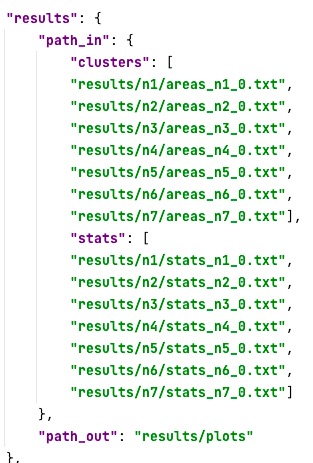 "results": {
"path_in": {
"clusters": [
"results/n1/areas_n1_0.txt",
"results/n2/areas_n2_0.txt",
"results/n3/areas_n3_0.txt",
"results/n4/areas_n4_0.txt",
"results/n5/areas_n5_0.txt",
"results/n6/areas_n6_0.txt",
"results/n7/areas_n7_0.txt"],
"stats": [
"results/n1/stats_n1_0.txt",
"results/n2/stats_n2_0.txt",
"results/n3/stats_n3_0.txt",
"results/n4/stats_n4_0.txt",
"results/n5/stats_n5_0.txt",
"results/n6/stats_n6_0.txt",
"results/n7/stats_n7_0.txt"]
},
"path_out": "results/plots"
},